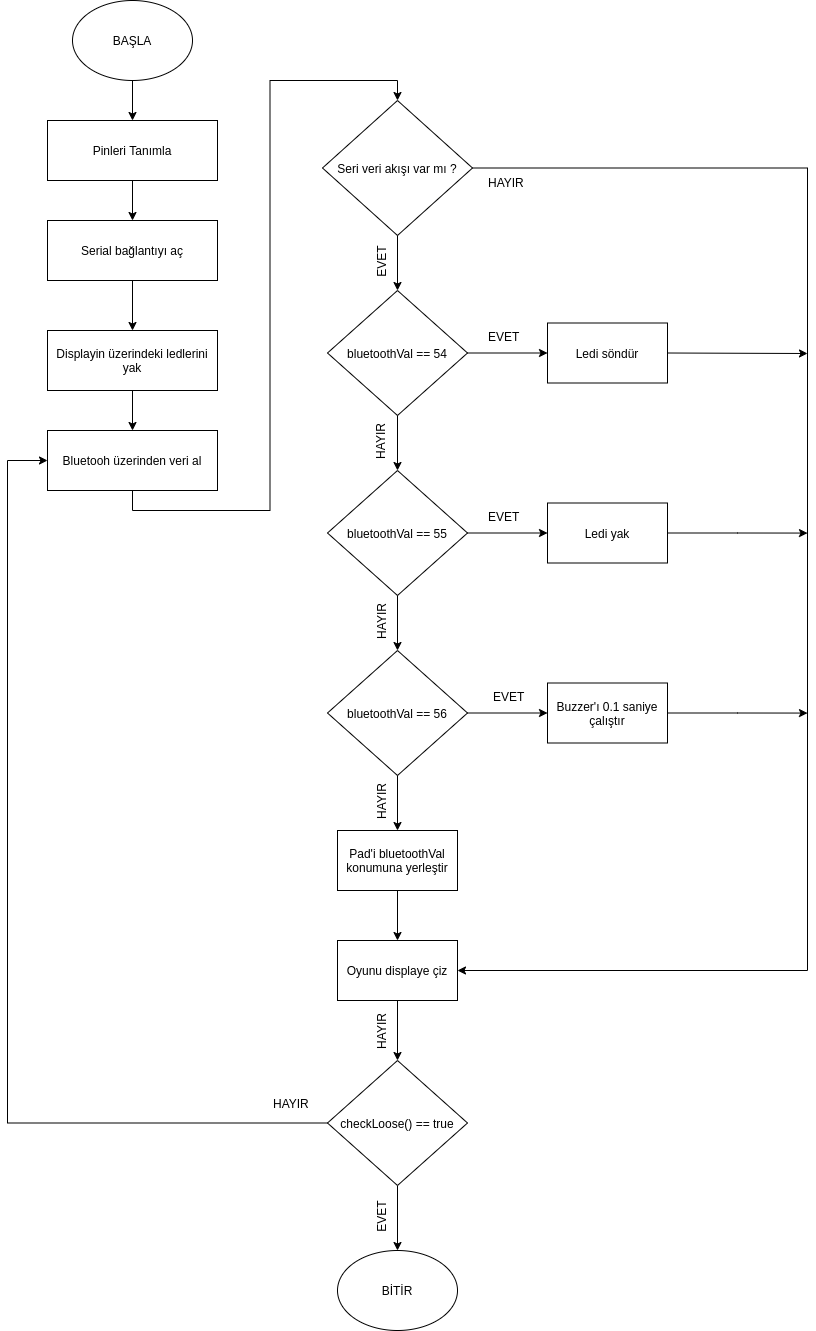 BAŞLA
Pinleri Tanımla
Serial bağlantıyı aç
Displayin üzerindeki ledlerini
yak
Bluetooh üzerinden veri al
Seri veri akışı var mı ?
HAYIR
EVET
bluetoothVal == 54
EVET
Ledi söndür
HAYIR
bluetoothVal == 55
EVET
Ledi yak
HAYIR
bluetoothVal == 56
EVET
Buzzer'ı 0.1 saniye
çalıştır
HAYIR
Pad'i bluetoothVal
konumuna yerleştir
Oyunu displaye çiz
HAYIR
checkLoose() == true
HAYIR
EVET
BİTİR